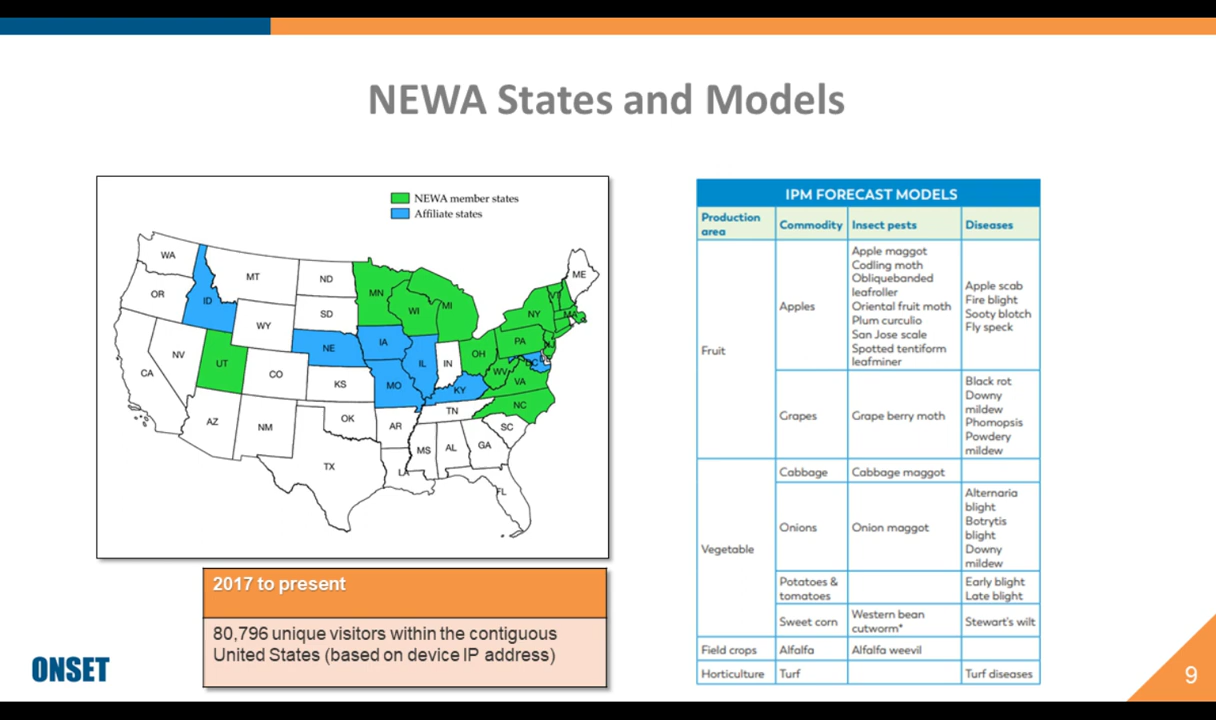 NEWA States and Models
NEWA member states
Affiliate states
WA
MT
ND
ME
OR
ID
MN
WI
MI
VT
NY
MA
SD
WY
NE
IA
PA
NJ
NV
UT
IL
IN
OH
DE
DC
WV
VA
CA
CO
KS
MO
KY
NC
AZ
NM
OK
AR
TN
SC
MS
AL
GA
TX
LA
FL
2017 to present
80,796 unique visitors within the contiguous
United States (based on device IP address)
IPM FORECAST MODELS
Production
area
Commodity
Insect pests
Diseases
Fruit
Apples
Apple maggot
Codling moth
Obliquebanded
leafroller
Oriental fruit moth
Plum curculio
San Jose scale
Spotted tentiform
leafminer
Apple scab
Fire blight
Sooty blotch
Fly speck
Grapes
Grape berry moth
Black rot
Downy
mildew
Phomopsis
Powdery
mildew
Vegetable
Cabbage
Cabbage maggot
Onions
Onion maggot
Alternaria
blight
Botrytis
blight
Downy
mildew
Potatoes &
tomatoes
Early blight
Late blight
Sweet corn
Western bean
cutworm*
Stewart's wilt
Field crops
Alfalfa
Alfalfa weevil
Horticulture
Turf
Turf diseases
ONSET
9